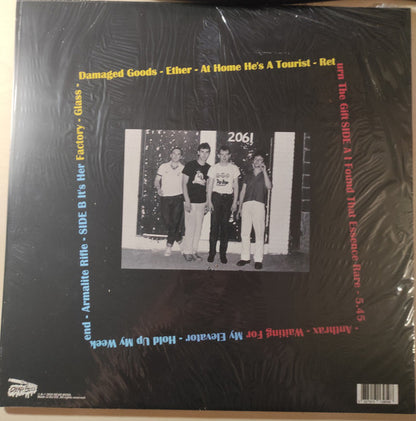 Damaged Goods - Ether - At Home He's A Tourist - Ret
urn The Gift SIDE A I Found That Essence Rare - 5.45
- Anthrax - Waiting For My Elevator - Hold Up My Week
end - Armalite Rifle - SIDE B It's Her Factory - Glass -
2061